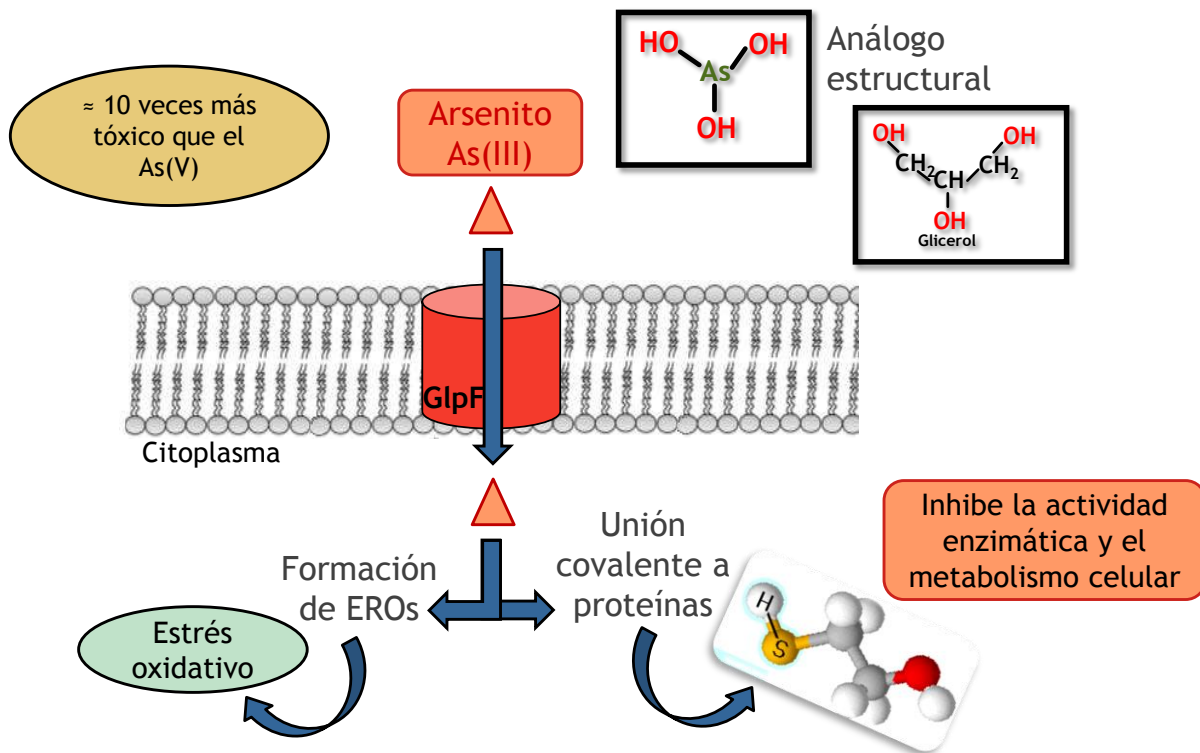 ≈ 10 veces más
tóxico que el
As(V)
Arsenito
As(III)
HO
OH
As
OH
Análogo
estructural
OH
OH
CH2
CH
CH2
OH
Glicerol
GlpF
Citoplasma
Formación
de EROs
Unión
covalente a
proteínas
Estrés
oxidativo
H
S
Inhibe la actividad
enzimática y el
metabolismo celular